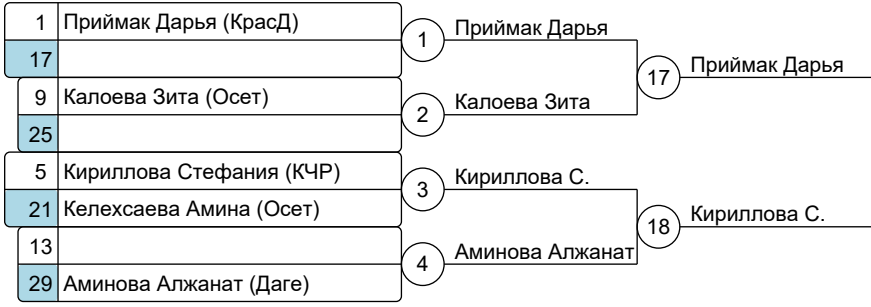 1 Приймак Дарья (КрасД)
17
1 Приймак Дарья
9 Калоева Зита (Осет)
25
2 Калоева Зита
17 Приймак Дарья
5 Кириллова Стефания (КЧР)
21 Келехсаева Амина (Осет)
3 Кириллова С.
13
29 Аминова Алжанат (Даге)
4 Аминова Алжанат
18 Кириллова С.